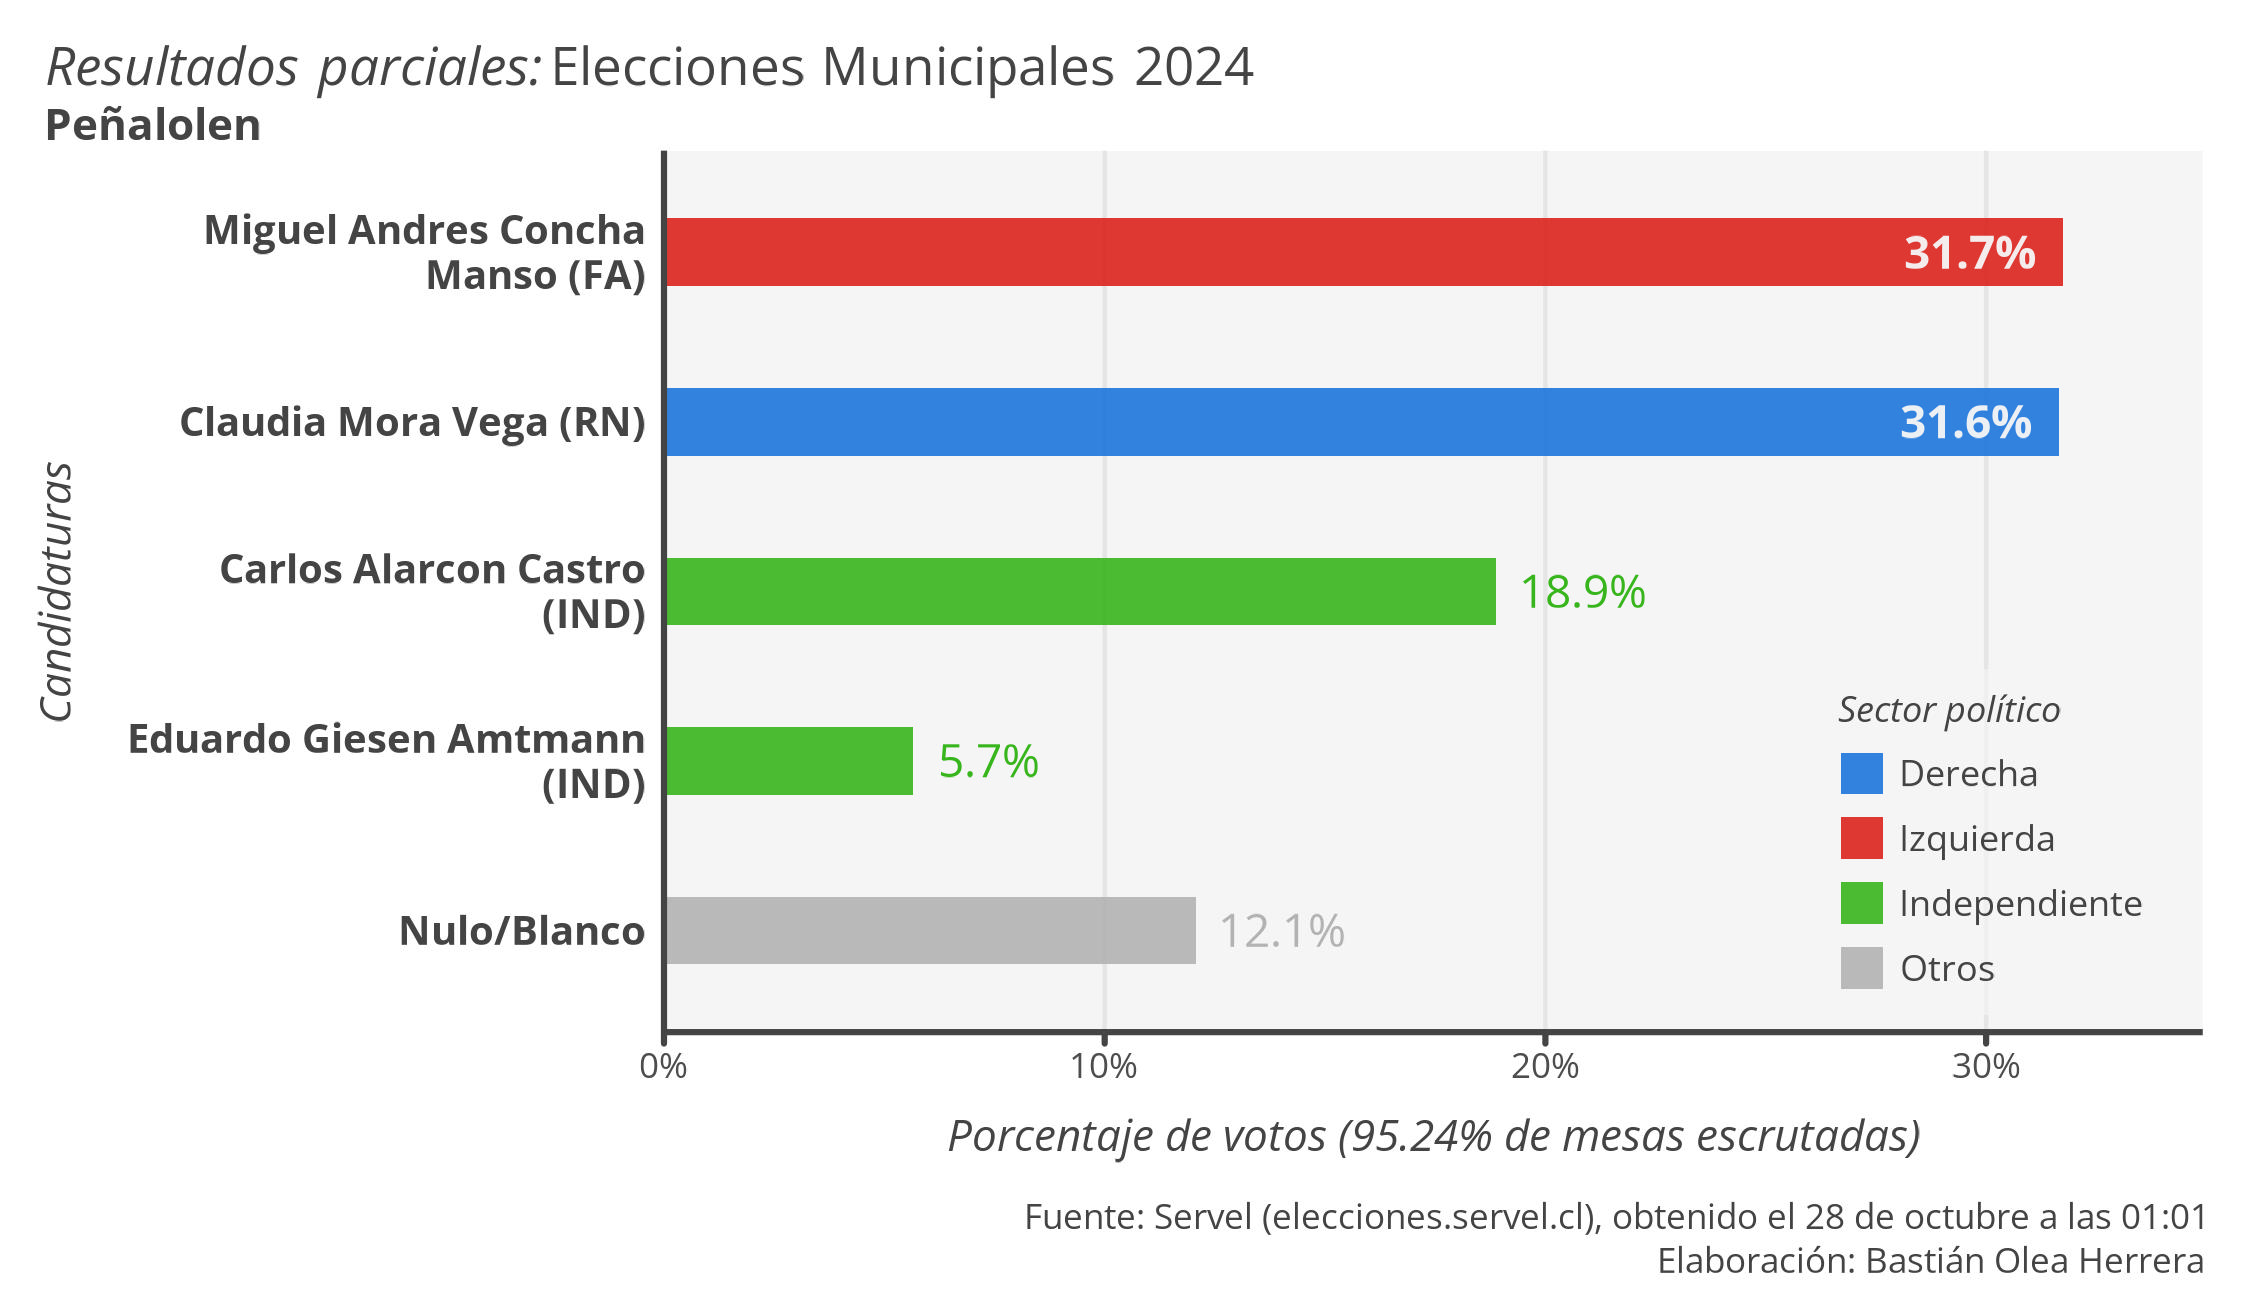 Resultados parciales: Elecciones Municipales 2024
Peñalolen
Candidaturas
Miguel Andres Concha
Manso (FA)
31.7%
Claudia Mora Vega (RN)
31.6%
Carlos Alarcon Castro
(IND)
18.9%
Eduardo Giesen Amtmann
(IND)
5.7%
Nulo/Blanco
12.1%
Sector político
Derecha
Izquierda
Independiente
Otros
0%
10%
20%
30%
Porcentaje de votos (95.24% de mesas escrutadas)
Fuente: Servel (elecciones.servel.cl), obtenido el 28 de octubre a las 01:01
Elaboración: Bastián Olea Herrera